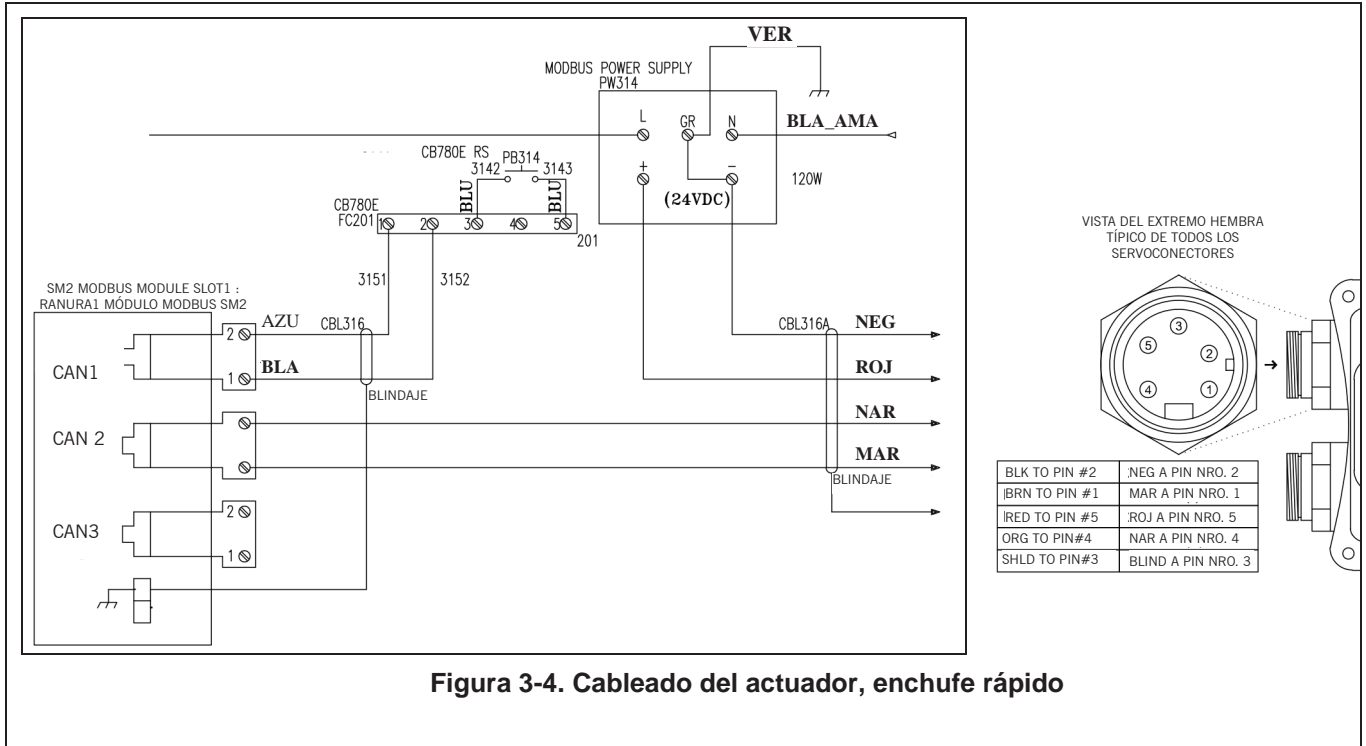 VER
MODBUS POWER SUPPLY
PW314
L
GR
N
BLA_AMA
+
-
(24VDC)
120W
CB780E RS
PB314
3142
3143
BLU
BLU
CB780E
FC201
1
2
3
4
5
201
3151
3152
SM2 MODBUS MODULE SLOT1 :
RANURA1 MÓDULO MODBUS SM2
CAN1
2
AZU
CBL316
1
BLA
BLINDAJE
CBL316A
NEG
ROJ
CAN 2
NAR
MAR
BLINDAJE
CAN3
2
1
VISTA DEL EXTREMO HEMBRA
TÍPICO DE TODOS LOS
SERVOCONECTORES
3
5
2
4
1
BLK TO PIN #2 NEG A PIN NRO. 2
BRN TO PIN #1 MAR A PIN NRO. 1
RED TO PIN #5 ROJ A PIN NRO. 5
ORG TO PIN#4 NAR A PIN NRO. 4
SHLD TO PIN#3 BLIND A PIN NRO. 3
Figura 3-4. Cableado del actuador, enchufe rápido